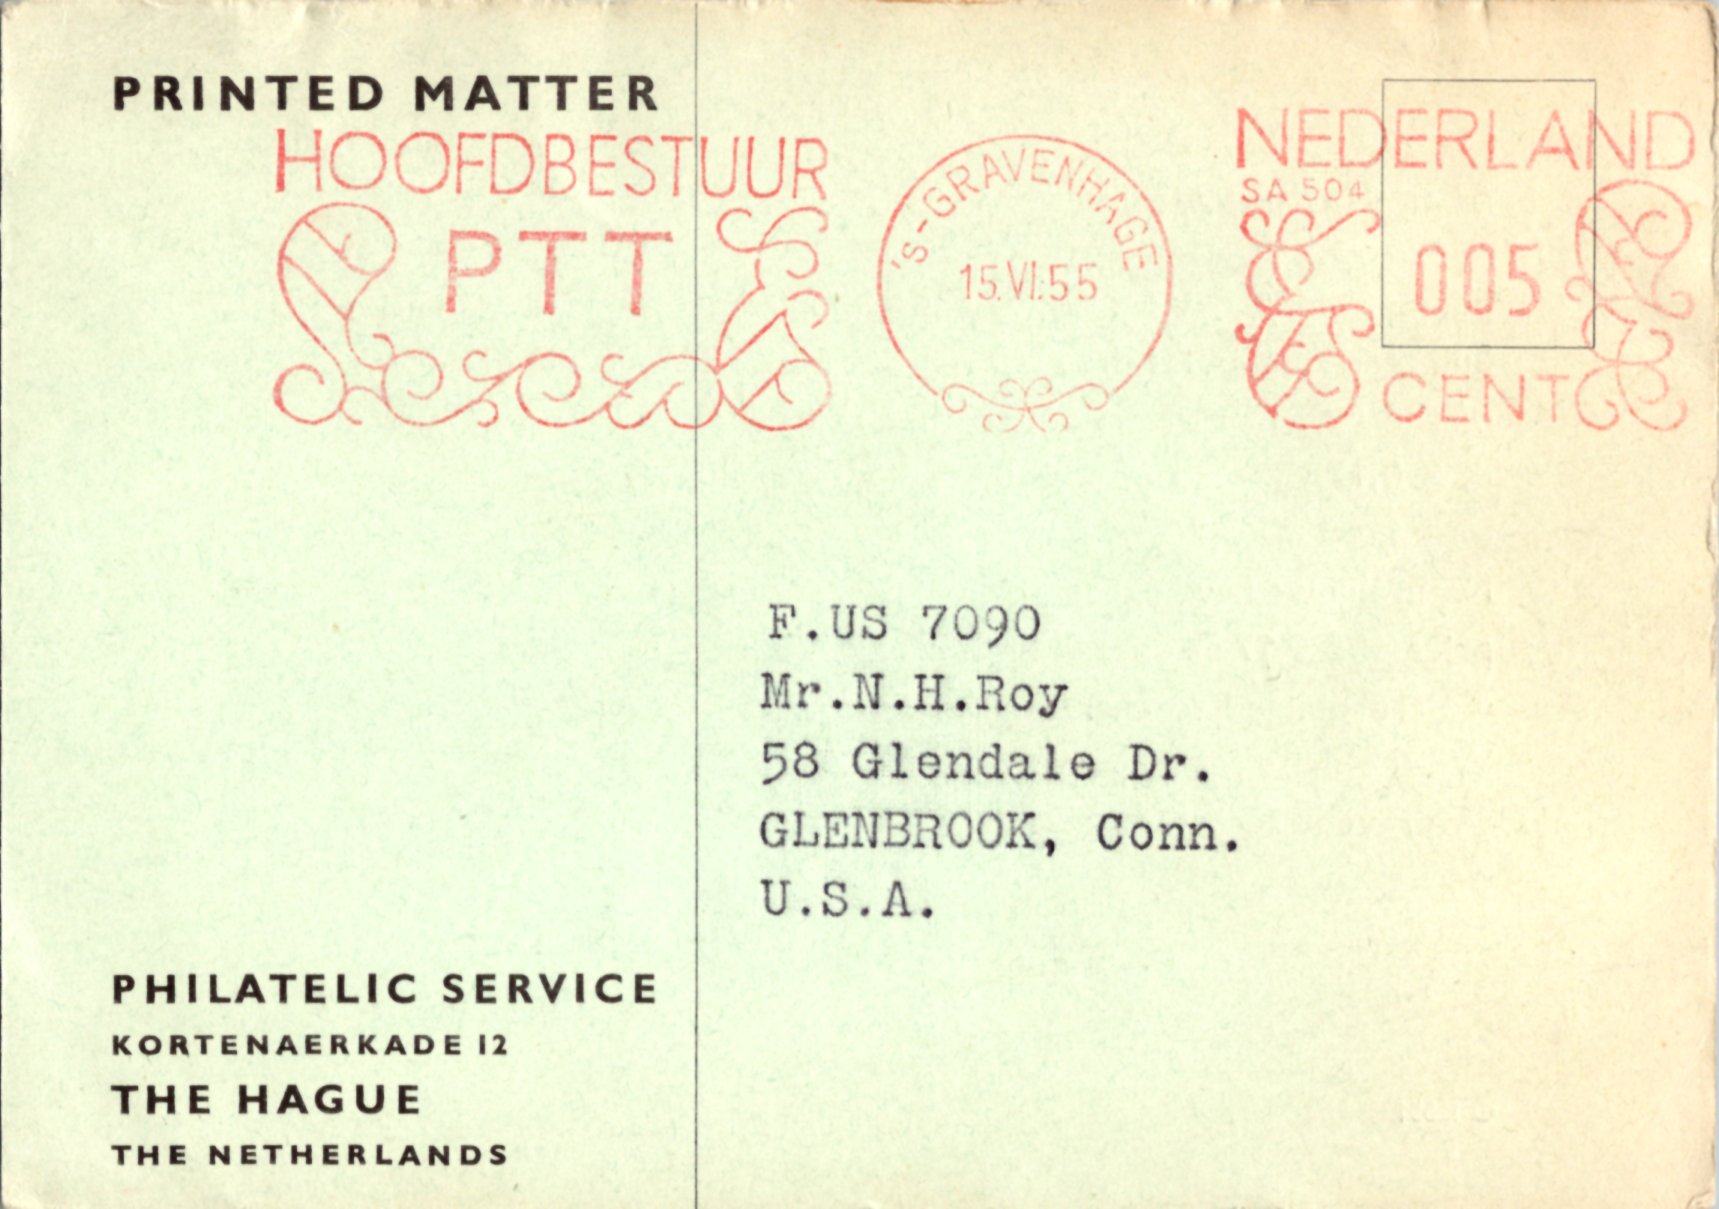 PRINTED MATTER
HOOFDBESTUUR
PTT
's-GRAVENHAGE
15.VI.55
NEDERLAND
SA 504
005
CENT
F.US 7090
Mr.N.H.Roy
58 Glendale Dr.
GLENBROOK, Conn.
U.S.A.
PHILATELIC SERVICE
KORTENAERKADE 12
THE HAGUE
THE NETHERLANDS